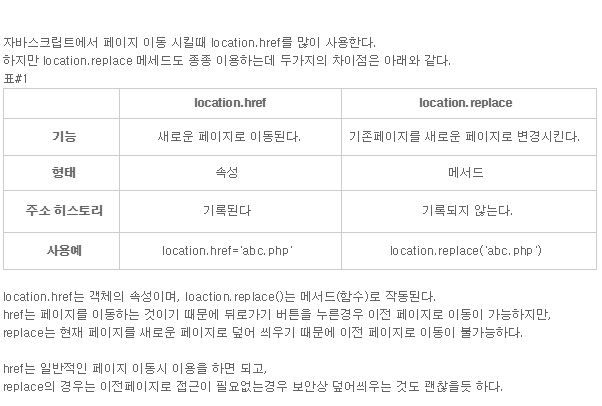 자바스크립트에서 페이지 이동 시킬때 location.href를 많이 사용한다.
하지만 location.replace 메세드도 종종 이용하는데 두가지의 차이점은 아래와 같다.
표#1
location.href location.replace
기능 새로운 페이지로 이동된다. 기존페이지를 새로운 페이지로 변경시킨다.
형태 속성 메서드
주소 히스토리 기록된다 기록되지 않는다.
사용예 location.href='abc.php' location.replace('abc.php')
location.href는 객체의 속성이며, loaction.replace()는 메서드(함수)로 작동된다.
href는 페이지를 이동하는 것이기 때문에 뒤로가기 버튼을 누른경우 이전 페이지로 이동이 가능하지만,
replace는 현재 페이지를 새로운 페이지로 덮어 씌우기 때문에 이전 페이지로 이동이 불가능하다.
href는 일반적인 페이지 이동시 이용을 하면 되고,
replace의 경우는 이전페이지로 접근이 필요없는경우 보안상 덮어씌우는 것도 괜찮을듯 하다.